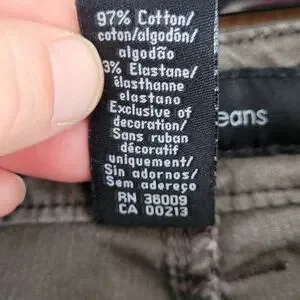 97% Cotton/
coton/algodón/
algodão
3% Elastane/
élasthanne
elastano
Exclusive of
decoration/
Sans ruban
décoratif
uniquement/
Sin adornos/
Sem adereço
RN 36009
CA 00213
eans